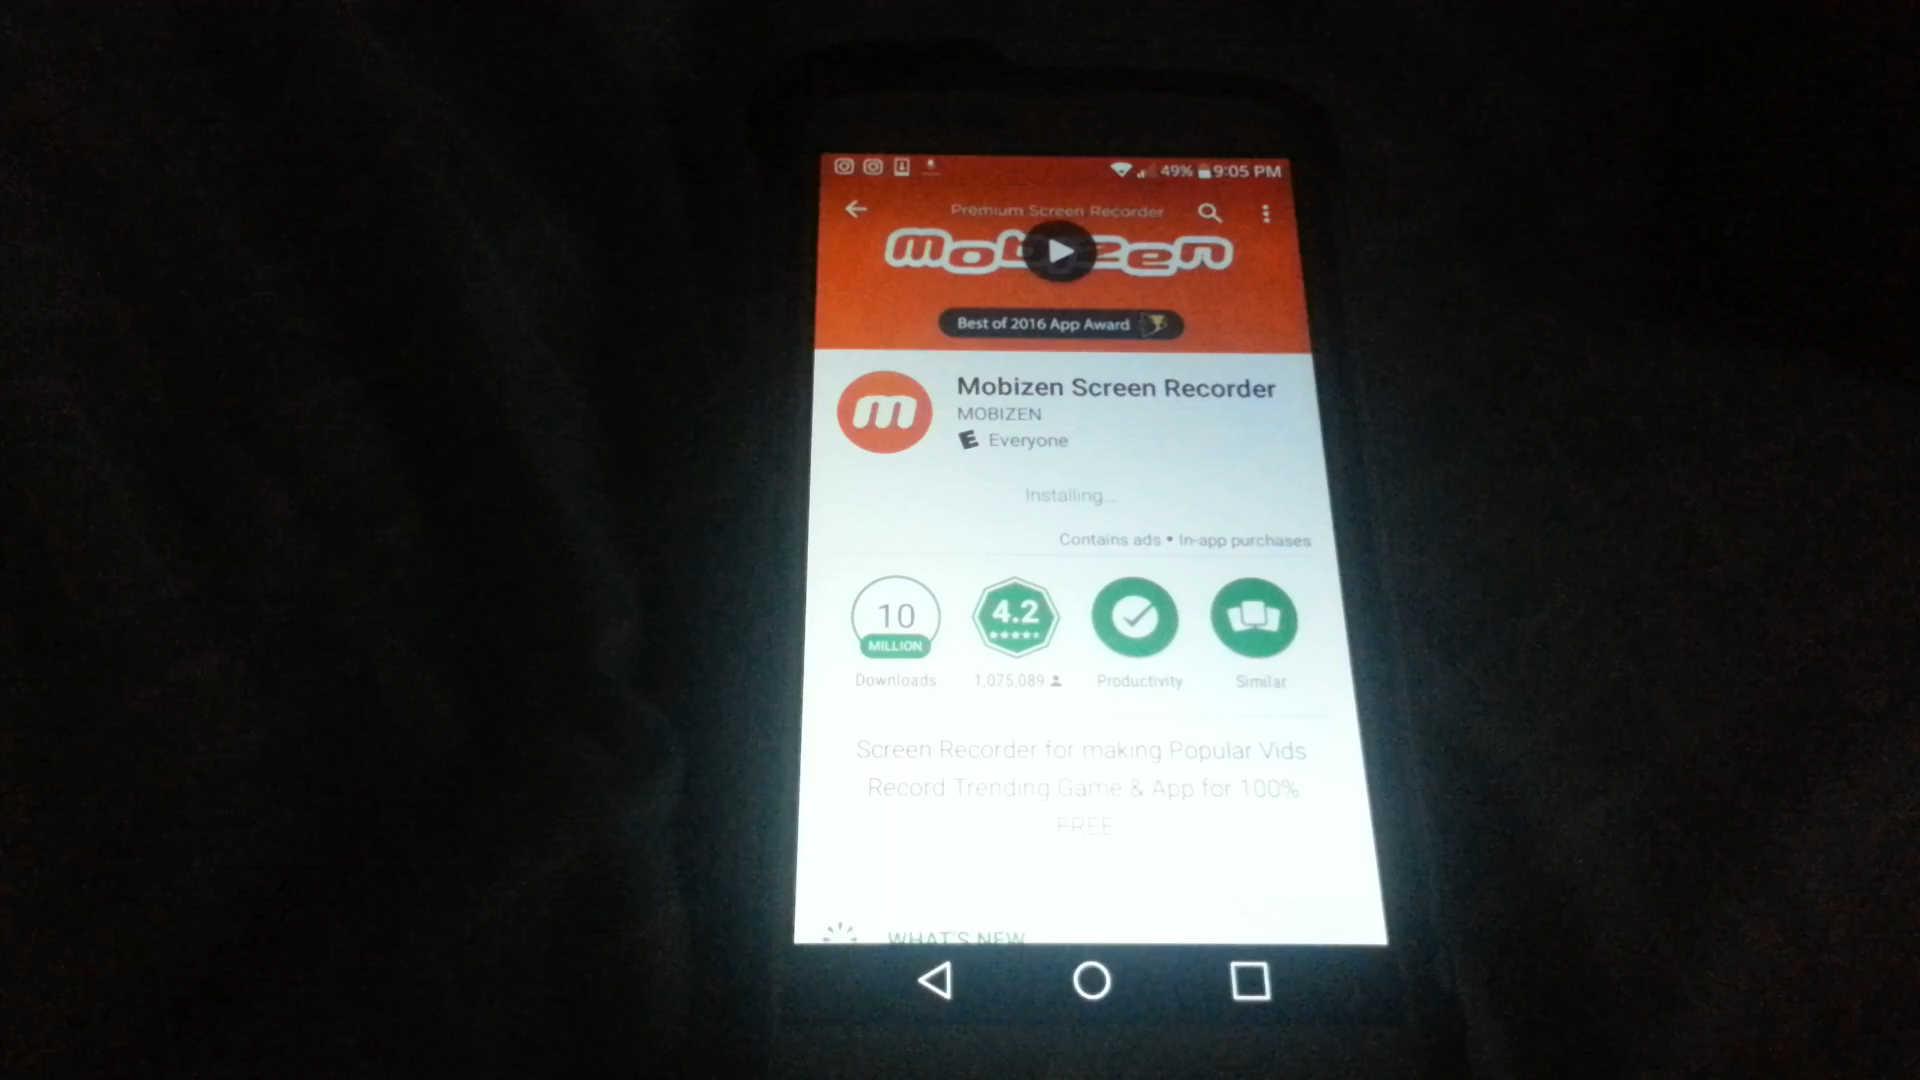 49% 9:05 PM
Premium Screen Recorder
mobizen
Best of 2016 App Award
m
Mobizen Screen Recorder
MOBIZEN
E Everyone
Installing...
Contains ads • In-app purchases
10
MILLION
Downloads
4.2
1,075,089
Productivity
Similar
Screen Recorder for making Popular Vids
Record Trending Game & App for 100%
FREE
WHAT'S NEW